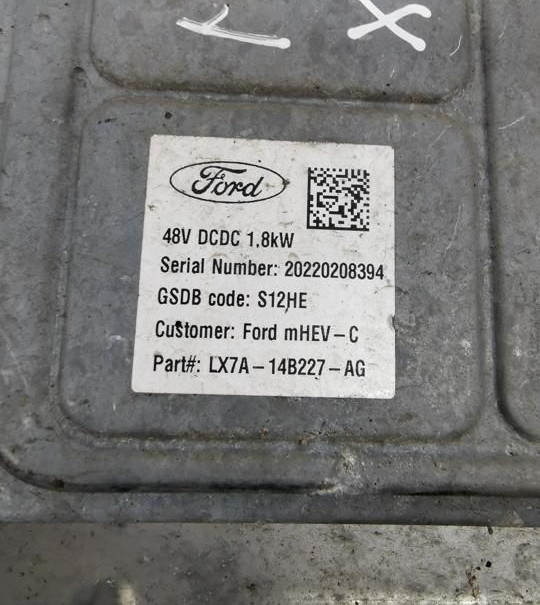 Ford
48V DCDC 1,8kW
Serial Number: 20220208394
GSDB code: S12HE
Customer: Ford mHEV-C
Part#: LX7A-14B227-AG